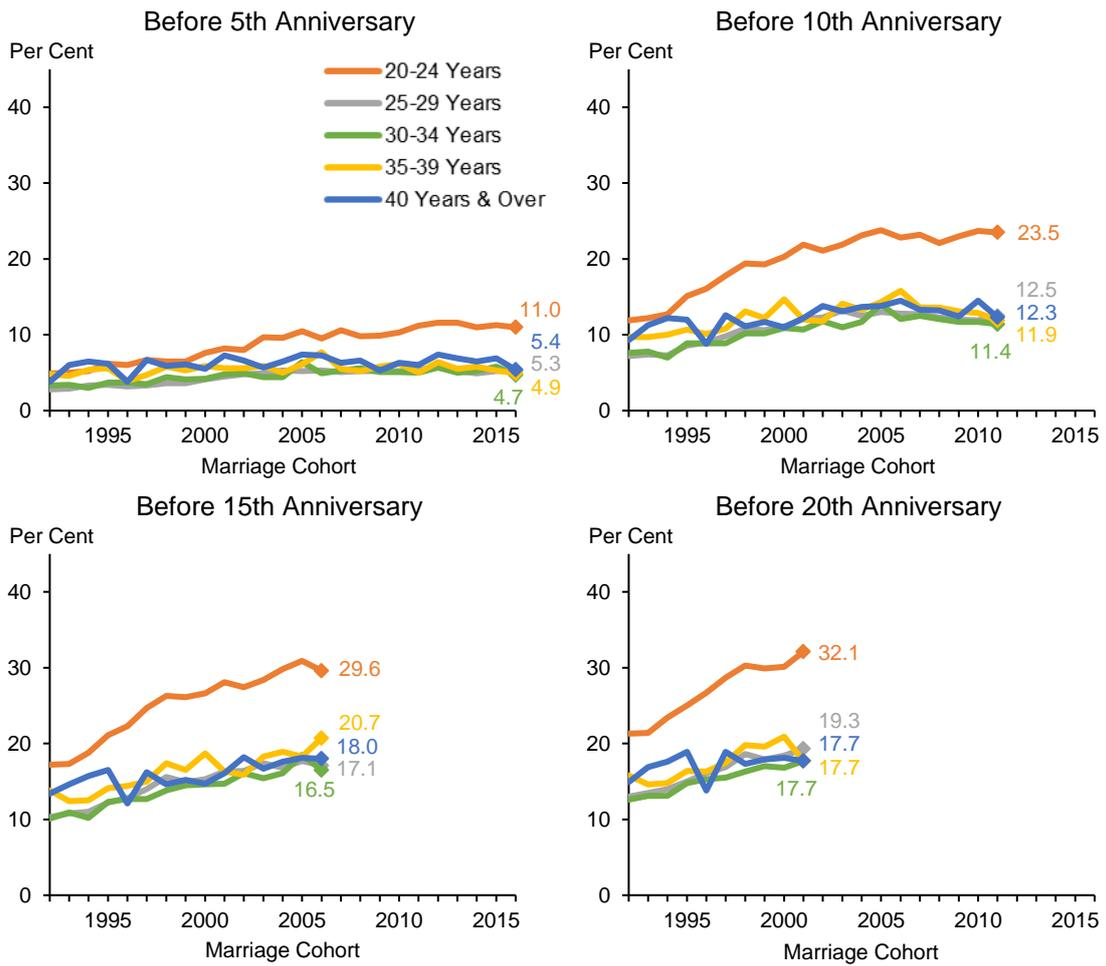 Before 5th Anniversary
Per Cent
40
30
20
10
0
20-24 Years
25-29 Years
30-34 Years
35-39 Years
40 Years & Over
11.0
5.4
5.3
4.9
4.7
1995 2000 2005 2010 2015
Marriage Cohort
Before 10th Anniversary
Per Cent
40
30
20
10
0
23.5
12.5
12.3
11.9
11.4
1995 2000 2005 2010 2015
Marriage Cohort
Before 15th Anniversary
Per Cent
40
30
20
10
0
29.6
20.7
18.0
17.1
16.5
1995 2000 2005 2010 2015
Marriage Cohort
Before 20th Anniversary
Per Cent
40
30
20
10
0
32.1
19.3
17.7
17.7
17.7
1995 2000 2005 2010 2015
Marriage Cohort